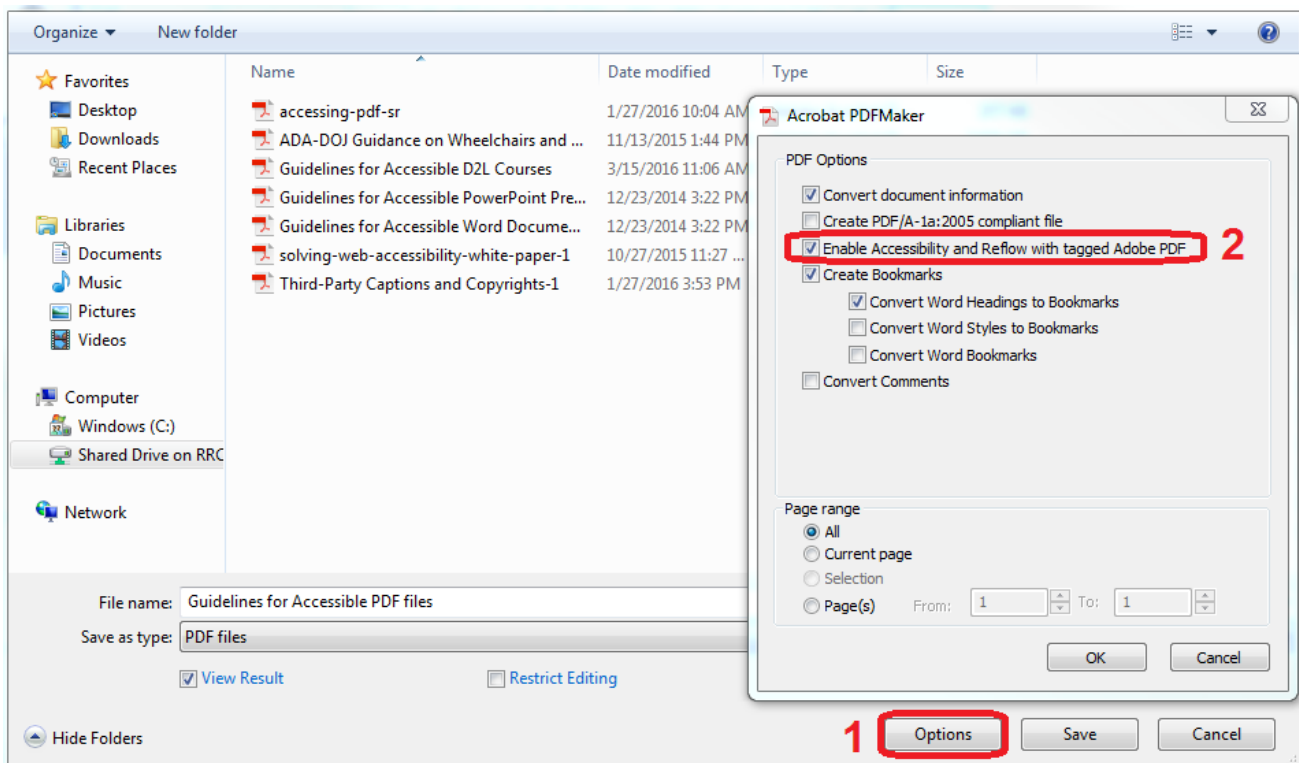 Organize New folder
Name Date modified Type Size
Favorites
Desktop
Downloads
Recent Places
Libraries
Documents
Music
Pictures
Videos
Computer
Windows (C:)
Shared Drive on RRC
Network
accessing-pdf-sr 1/27/2016 10:04 AM
ADA-DOJ Guidance on Wheelchairs and ... 11/13/2015 1:44 PM
Guidelines for Accessible D2L Courses 3/15/2016 11:06 AM
Guidelines for Accessible PowerPoint Pre... 12/23/2014 3:22 PM
Guidelines for Accessible Word Docume... 12/23/2014 3:22 PM
solving-web-accessibility-white-paper-1 10/27/2015 11:27 ...
Third-Party Captions and Copyrights-1 1/27/2016 3:53 PM
Acrobat PDFMaker
PDF Options
Convert document information
Create PDF/A-1a:2005 compliant file
Enable Accessibility and Reflow with tagged Adobe PDF 2
Create Bookmarks
Convert Word Headings to Bookmarks
Convert Word Styles to Bookmarks
Convert Word Bookmarks
Convert Comments
Page range
All
Current page
Selection
Page(s) From: 1 To: 1
OK Cancel
File name: Guidelines for Accessible PDF files
Save as type: PDF files
View Result Restrict Editing
Hide Folders 1 Options Save Cancel